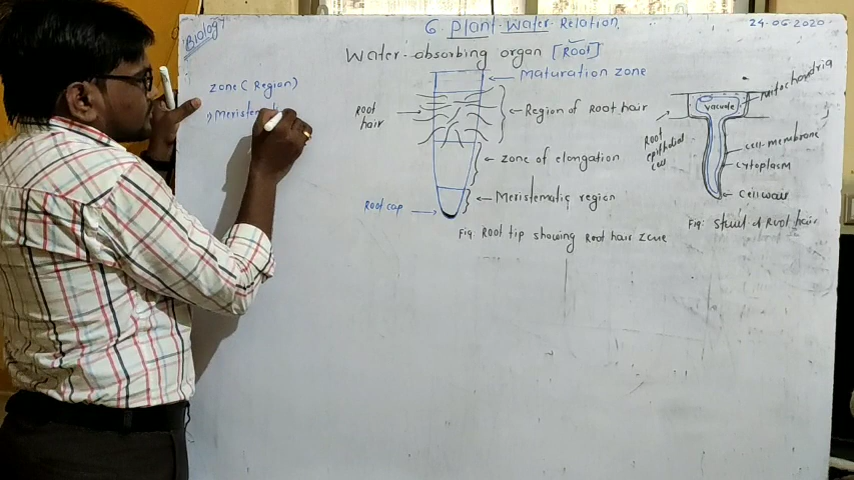 Biology
6. Plant-Water-Relation
24-06-2020
Water-absorbing organ [Root]
zone (Region)
1) Meristem
Maturation zone
Root hair
Region of Root hair
zone of elongation
Meristematic region
Root cap
Fig. Root tip showing Root hair zone
vacuole
mitochondria
Root epithelial cell
cell-membrane
cytoplasm
cell wall
Fig: of Root hair